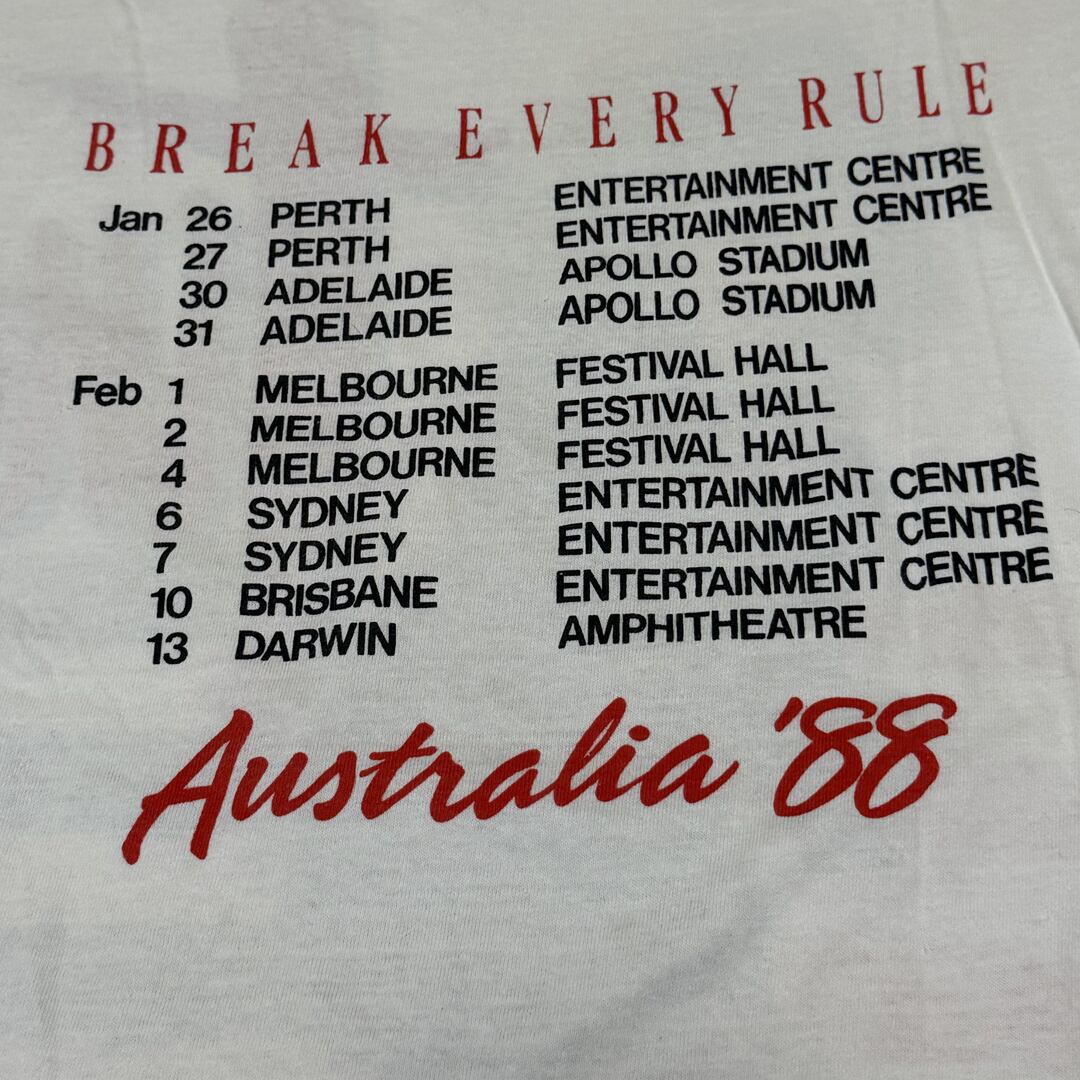 BREAK EVERY RULE
Jan 26 PERTH ENTERTAINMENT CENTRE
27 PERTH ENTERTAINMENT CENTRE
30 ADELAIDE APOLLO STADIUM
31 ADELAIDE APOLLO STADIUM
Feb 1 MELBOURNE FESTIVAL HALL
2 MELBOURNE FESTIVAL HALL
4 MELBOURNE FESTIVAL HALL
6 SYDNEY ENTERTAINMENT CENTRE
7 SYDNEY ENTERTAINMENT CENTRE
10 BRISBANE ENTERTAINMENT CENTRE
13 DARWIN AMPHITHEATRE
Australia '88